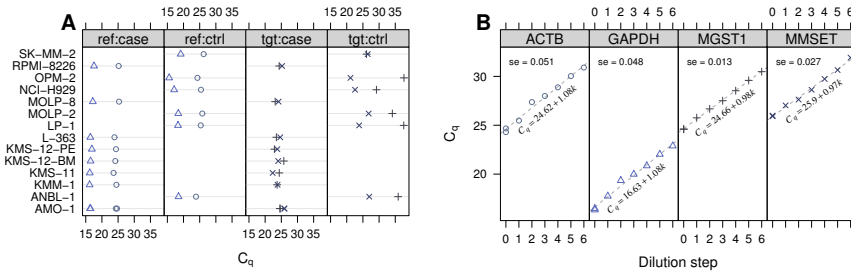 A
15 20 25 30 35
15 20 25 30 35
ref:case
ref:ctrl
tgt:case
tgt:ctrl
SK−MM−2
RPMI−8226
OPM−2
NCI−H929
MOLP−8
MOLP−2
LP−1
L−363
KMS−12−PE
KMS−12−BM
KMS−11
KMM−1
ANBL−1
AMO−1
15 20 25 30 35
15 20 25 30 35
Cq
B
0 1 2 3 4 5 6
0 1 2 3 4 5 6
ACTB
GAPDH
MGST1
MMSET
Cq
30
25
20
se = 0.051
se = 0.048
se = 0.013
se = 0.027
Cq = 24.62 + 1.08k
Cq = 16.63 + 1.08k
Cq = 24.66 + 0.98k
Cq = 25.9 + 0.97k
0 1 2 3 4 5 6
0 1 2 3 4 5 6
Dilution step